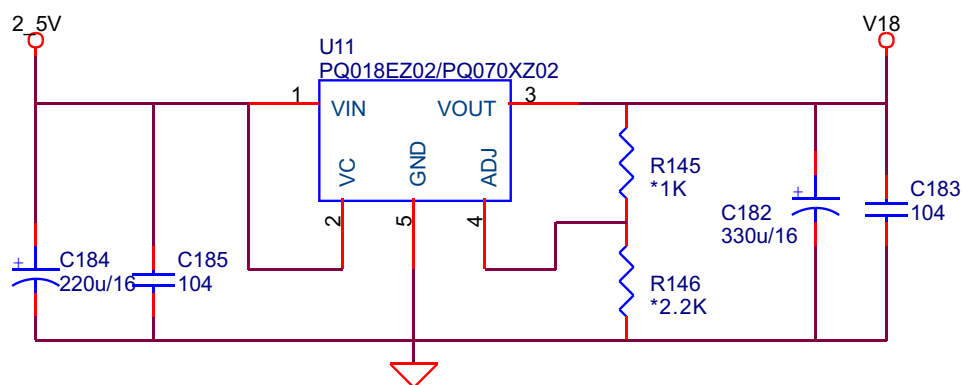 2_5V
V18
U11
PQ018EZ02/PQ070XZ02
1
VIN
VOUT
3
VC
GND
ADJ
2
5
4
R145
*1K
C183
104
C182
330u/16
C184
220u/16
C185
104
R146
*2.2K